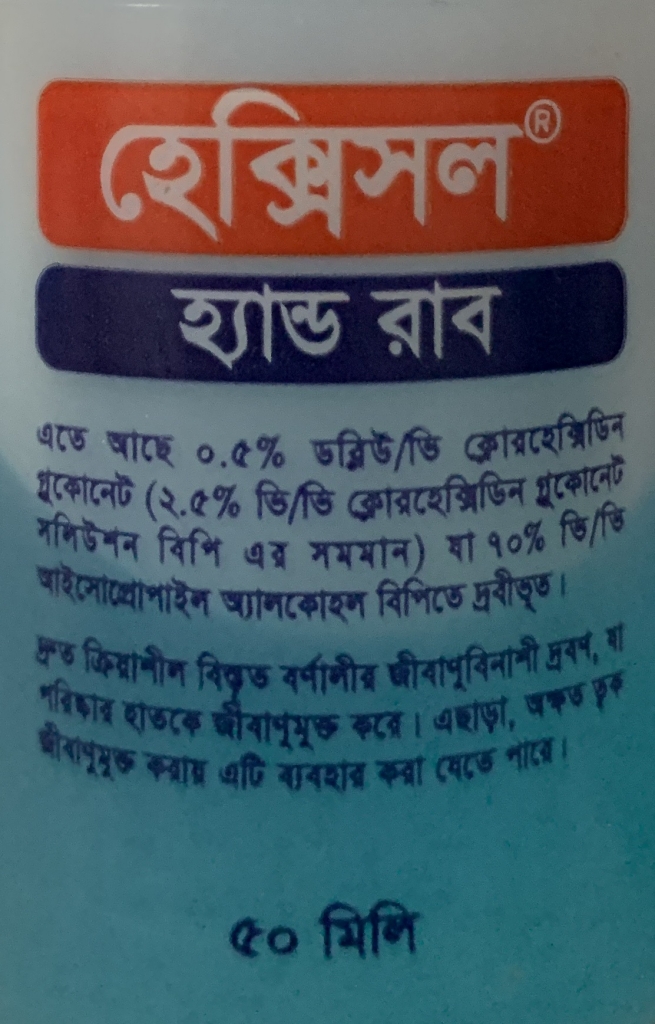 হেক্সিসল®
হ্যান্ড রাব
এতে আছে ০.৫% ডব্লিউ/ভি ক্লোরহেক্সিডিন
গ্লুকোনেট (২.৫% ভি/ভি ক্লোরহেক্সিডিন গ্লুকোনেট
সলিউশন বিপি এর সমমান) যা ৭০% ভি/ভি
আইসোপ্রোপাইল অ্যালকোহল বিপিতে দ্রবীভূত।
দ্রুত ক্রিয়াশীল বিস্তৃত বর্ণালীর জীবাণুবিনাশী দ্রবণ, যা
পরিষ্কার হাতকে জীবাণুমুক্ত করে। এছাড়া, অক্ষত ত্বক
জীবাণুমুক্ত করায় এটি ব্যবহার করা যেতে পারে।
৫০ মিলি